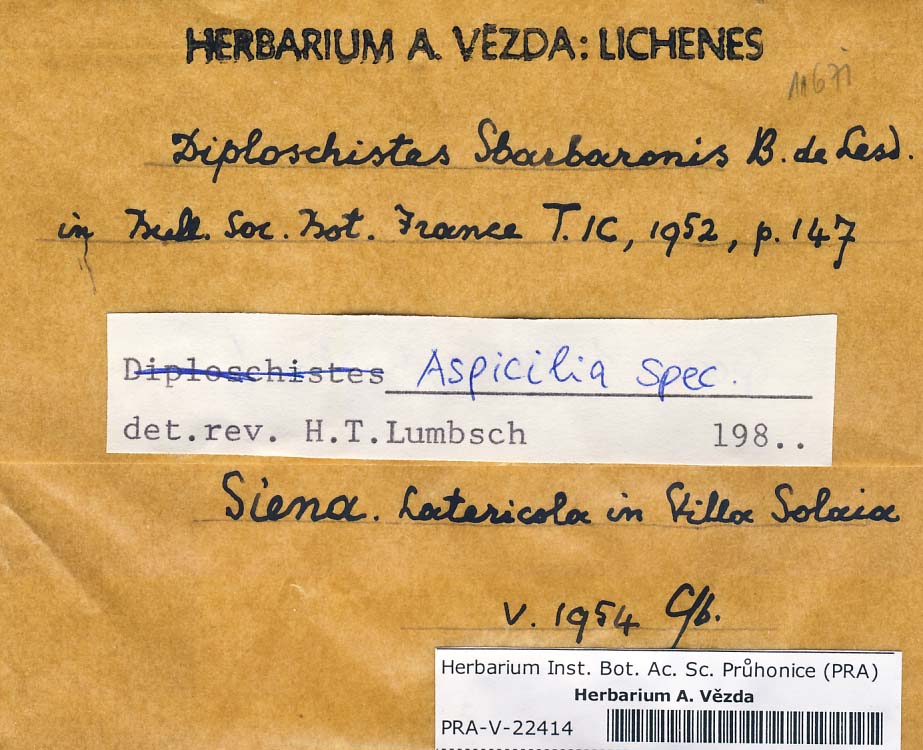 HERBARIUM A. VĚZDA: LICHENES
11671
Diploschistes Sbarbaronis B. de Lesd.
in Bull. Soc. Bot. France T. IC, 1952, p. 147
Diploschistes Aspicilia spec.
det.rev. H.T.Lumbsch 198..
Siena. Latericola in Villa Solaia
V. 1954
Herbarium Inst. Bot. Ac. Sc. Průhonice (PRA)
Herbarium A. Vězda
PRA-V-22414